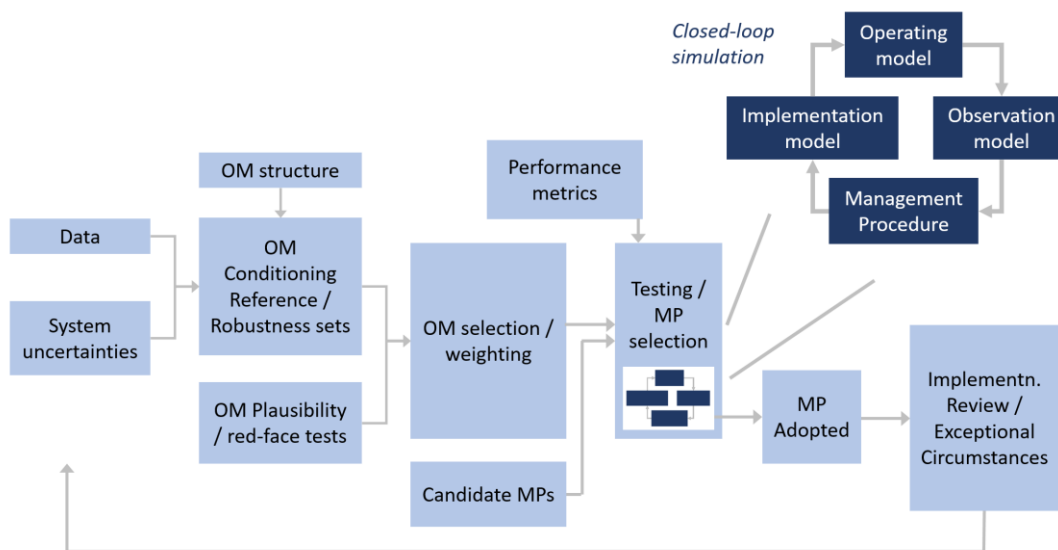 Closed-loop
simulation
Operating
model
Implementation
model
Observation
model
Management
Procedure
OM structure
Performance
metrics
Data
OM
Conditioning
Reference /
Robustness sets
System
uncertainties
OM selection /
weighting
Testing /
MP
selection
OM Plausibility
/ red-face tests
MP
Adopted
Implementn.
Review /
Exceptional
Circumstances
Candidate MPs